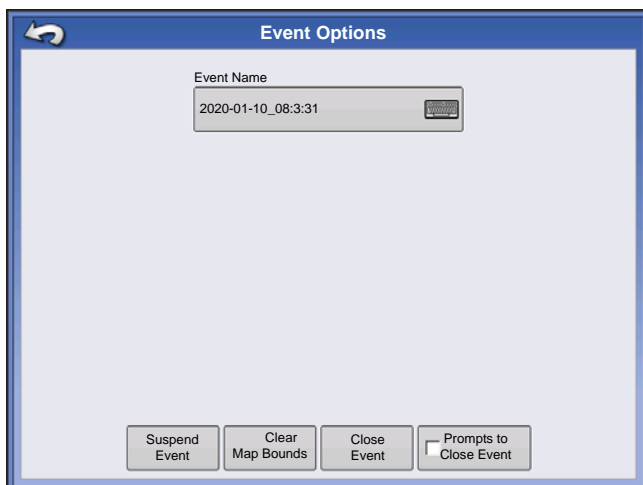 Event Options
Event Name
2020-01-10_08:3:31
Suspend
Event
Clear
Map Bounds
Close
Event
Prompts to
Close Event